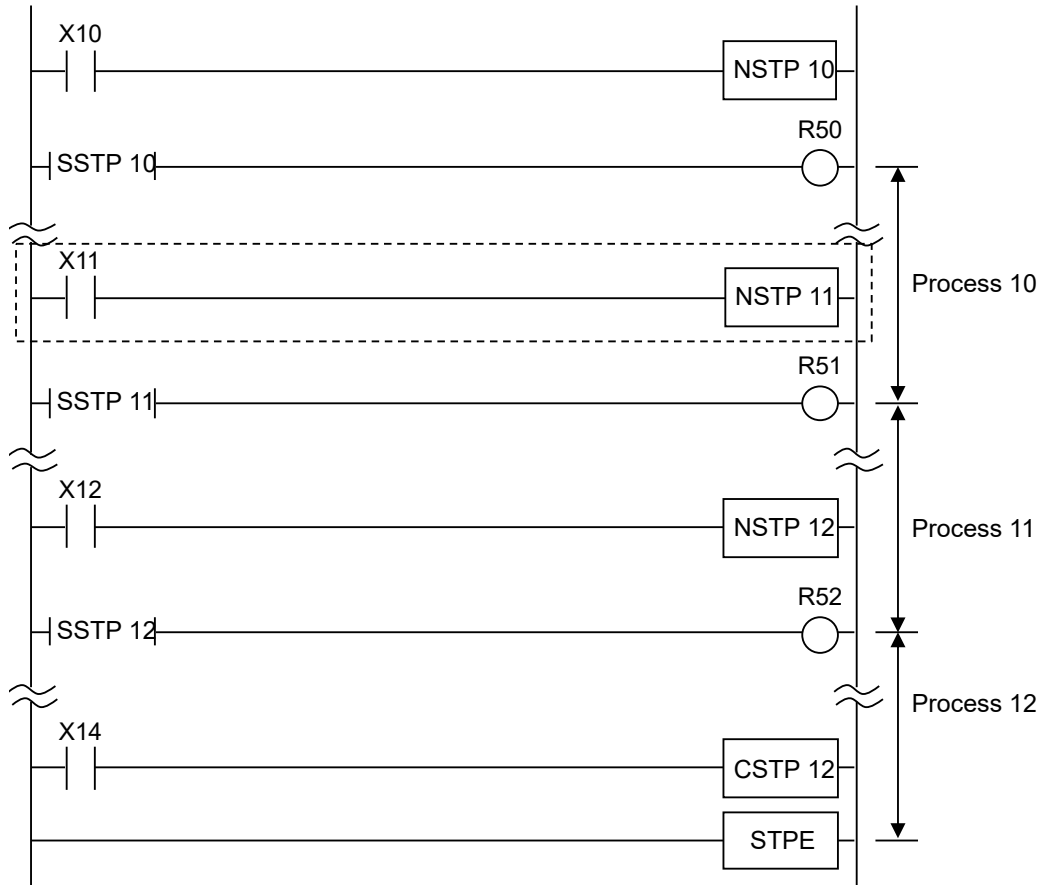 X10
NSTP 10
R50
SSTP 10
X11
NSTP 11
Process 10
R51
SSTP 11
X12
NSTP 12
Process 11
R52
SSTP 12
Process 12
X14
CSTP 12
STPE